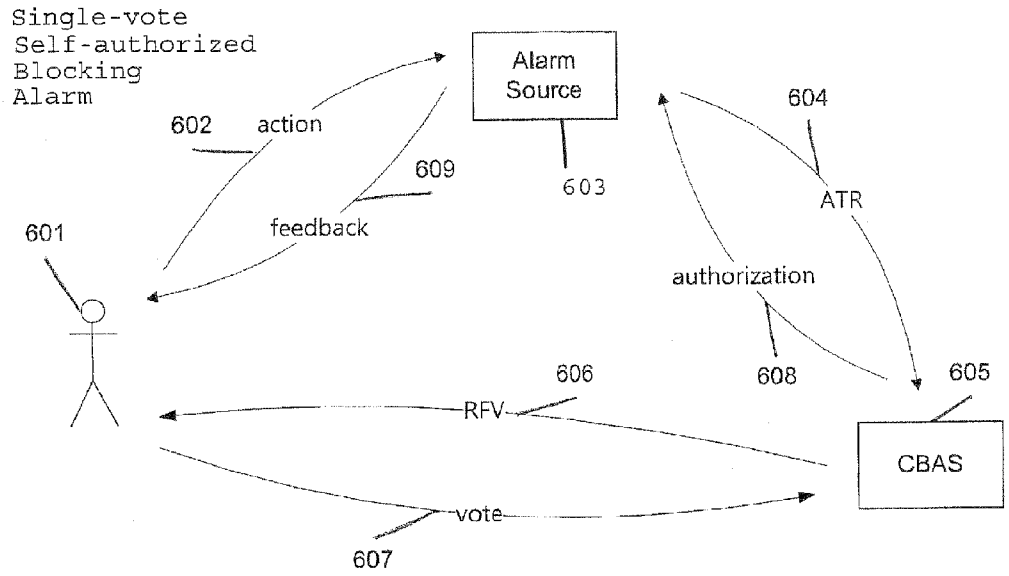 Single-vote
Self-authorized
Blocking
Alarm
Alarm
Source
602
action
604
609
603
ATR
feedback
601
authorization
606
608
605
RFV
CBAS
vote
607